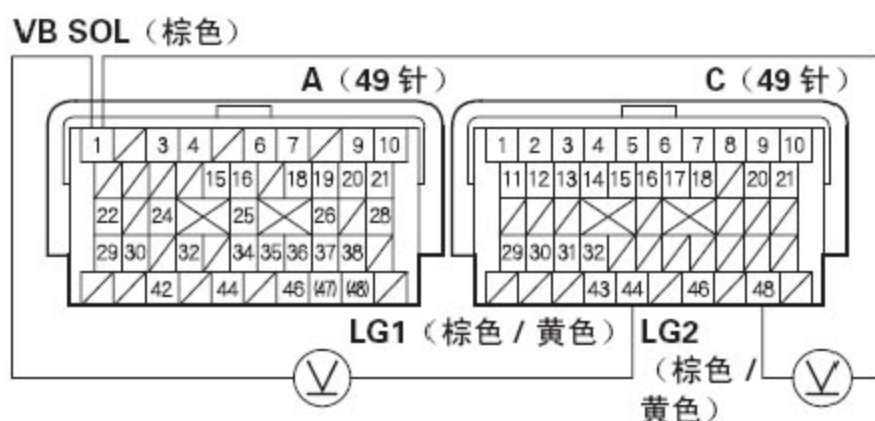 VB SOL（棕色）
A（49 针）
C（49 针）
1 3 4 6 7 9 10
15 16 18 19 20 21
22 24 25 26 28
29 30 32 34 35 36 37 38
42 44 46 (47) (48)
1 2 3 4 5 6 7 8 9 10
11 12 13 14 15 16 17 18 20 21
29 30 31 32
43 44 46 48
LG1（棕色 / 黄色）
LG2
（棕色 /
黄色）
V
V